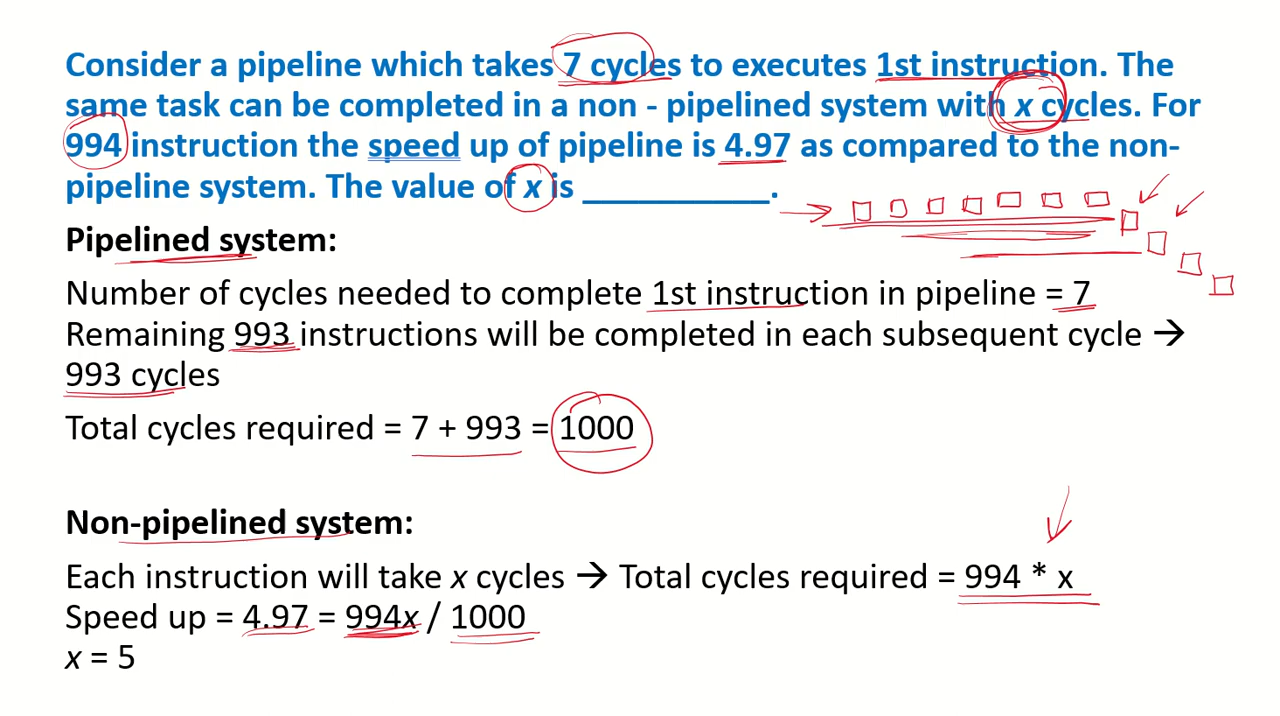 Consider a pipeline which takes 7 cycles to executes 1st instruction. The
same task can be completed in a non - pipelined system with x cycles. For
994 instruction the speed up of pipeline is 4.97 as compared to the non-
pipeline system. The value of x is __________.
Pipelined system:
Number of cycles needed to complete 1st instruction in pipeline = 7
Remaining 993 instructions will be completed in each subsequent cycle →
993 cycles
Total cycles required = 7 + 993 = 1000
Non-pipelined system:
Each instruction will take x cycles → Total cycles required = 994 * x
Speed up = 4.97 = 994x / 1000
x = 5